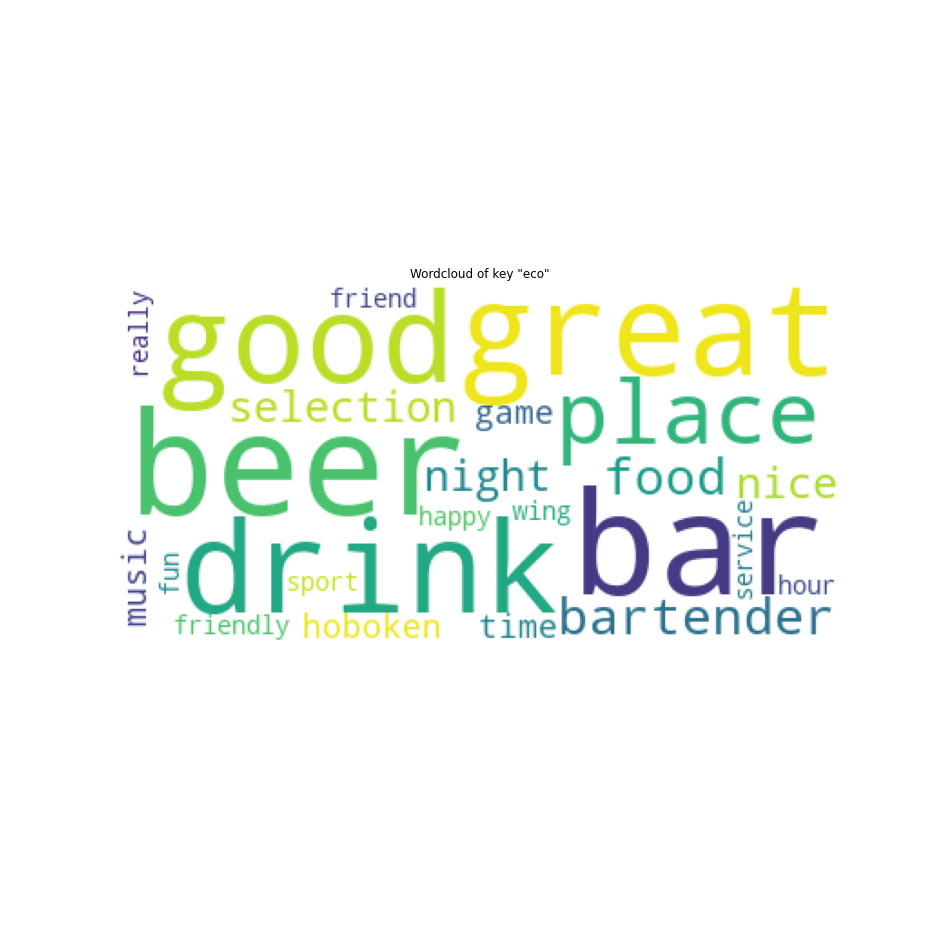 Wordcloud of key "eco"
really
friend
good
great
selection
game
place
beer
night
food
nice
happy
wing
bar
service
music
fun
drink
sport
hour
friendly
hoboken
time
bartender